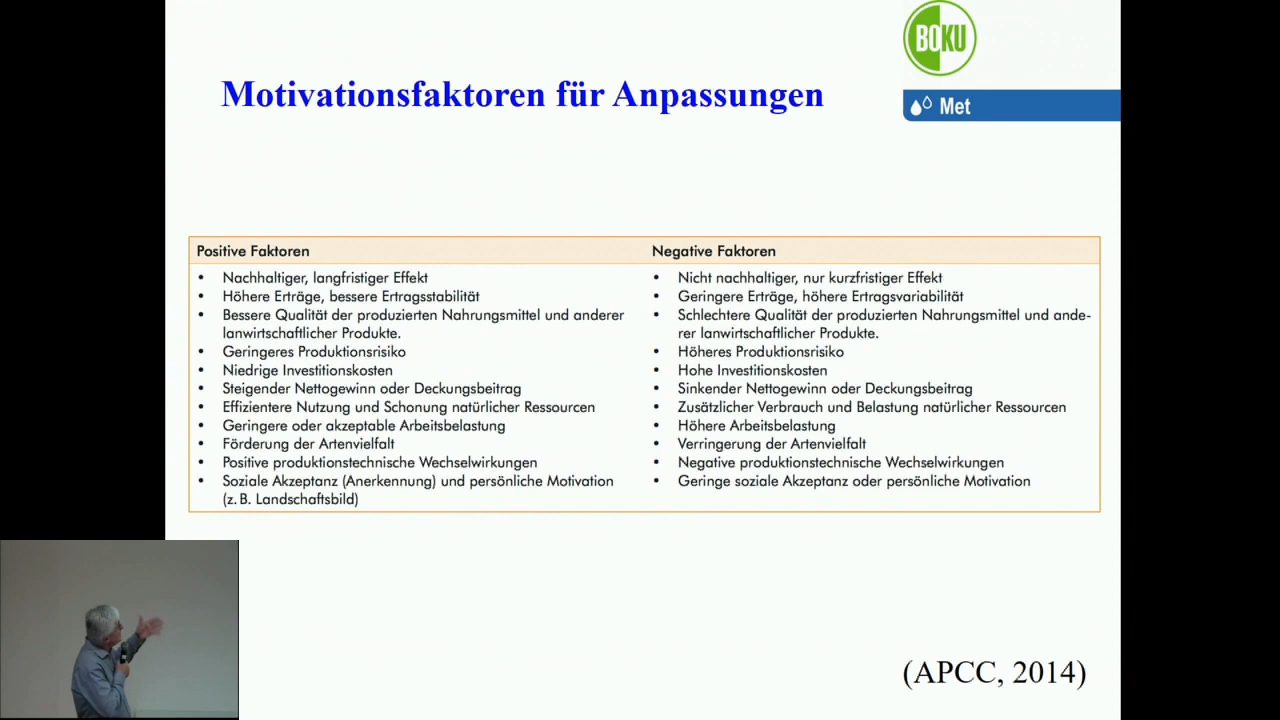 BOKU
Motivationsfaktoren für Anpassungen
Met
Positive Faktoren
• Nachhaltiger, langfristiger Effekt
• Höhere Erträge, bessere Ertragsstabilität
• Bessere Qualität der produzierten Nahrungsmittel und anderer
lanwirtschaftlicher Produkte.
• Geringeres Produktionsrisiko
• Niedrige Investitionskosten
• Steigender Nettogewinn oder Deckungsbeitrag
• Effizientere Nutzung und Schonung natürlicher Ressourcen
• Geringere oder akzeptable Arbeitsbelastung
• Förderung der Artenvielfalt
• Positive produktionstechnische Wechselwirkungen
• Soziale Akzeptanz (Anerkennung) und persönliche Motivation
(z. B. Landschaftsbild)
Negative Faktoren
• Nicht nachhaltiger, nur kurzfristiger Effekt
• Geringere Erträge, höhere Ertragsvariabilität
• Schlechtere Qualität der produzierten Nahrungsmittel und ande-
rer lanwirtschaftlicher Produkte.
• Höheres Produktionsrisiko
• Hohe Investitionskosten
• Sinkender Nettogewinn oder Deckungsbeitrag
• Zusätzlicher Verbrauch und Belastung natürlicher Ressourcen
• Höhere Arbeitsbelastung
• Verringerung der Artenvielfalt
• Negative produktionstechnische Wechselwirkungen
• Geringe soziale Akzeptanz oder persönliche Motivation
(APCC, 2014)